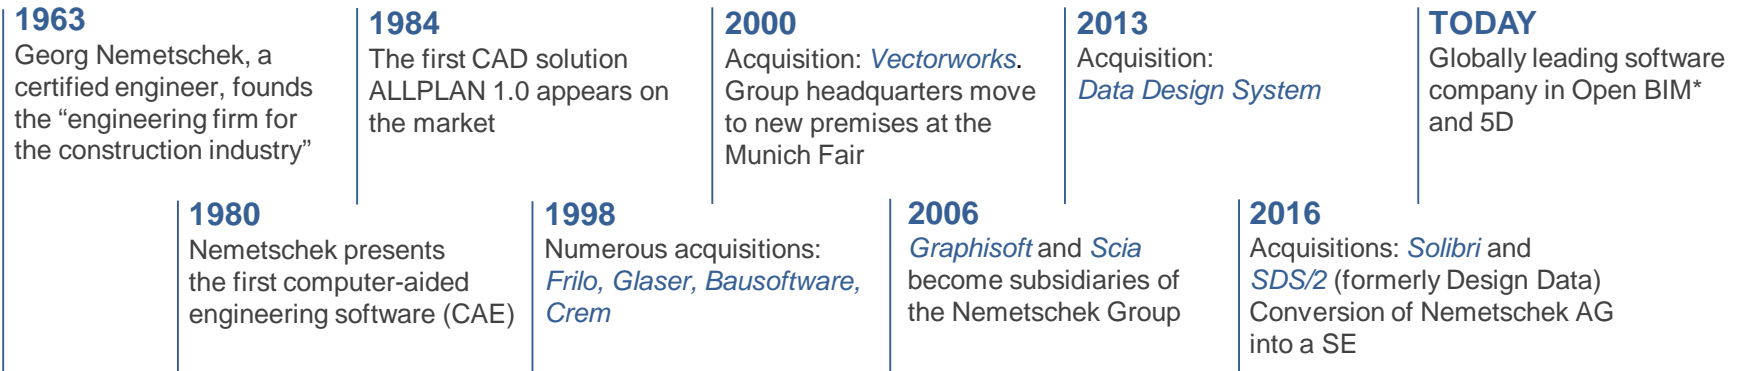 1963
Georg Nemetschek, a
certified engineer, founds
the “engineering firm for
the construction industry”
1980
Nemetschek presents
the first computer-aided
engineering software (CAE)
1984
The first CAD solution
ALLPLAN 1.0 appears on
the market
1998
Numerous acquisitions:
Frilo, Glaser, Bausoftware,
Crem
2000
Acquisition: Vectorworks.
Group headquarters move
to new premises at the
Munich Fair
2006
Graphisoft and Scia
become subsidiaries of
the Nemetschek Group
2013
Acquisition:
Data Design System
2016
Acquisitions: Solibri and
SDS/2 (formerly Design Data)
Conversion of Nemetschek AG
into a SE
TODAY
Globally leading software
company in Open BIM*
and 5D